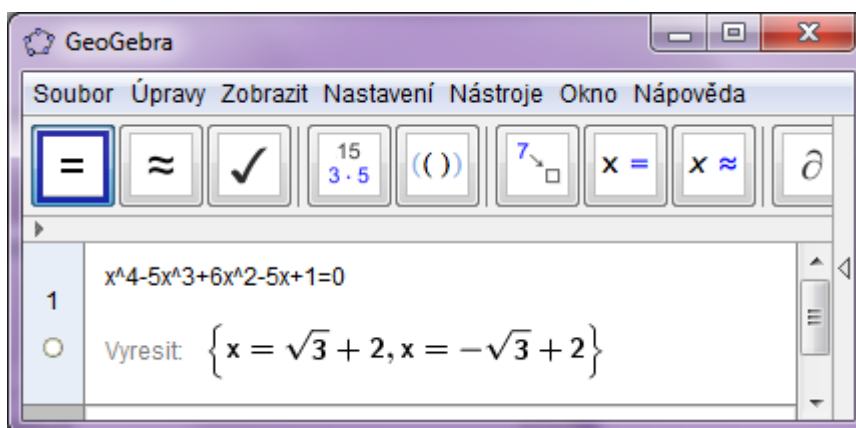 GeoGebra
Soubor Úpravy Zobrazit Nastavení Nástroje Okno Nápověda
= ≈ ✓ 15 3 · 5 (( )) 7 x = x ≈ ∂
1
x^4-5x^3+6x^2-5x+1=0
Vyresit: {x = √3 + 2, x = −√3 + 2}